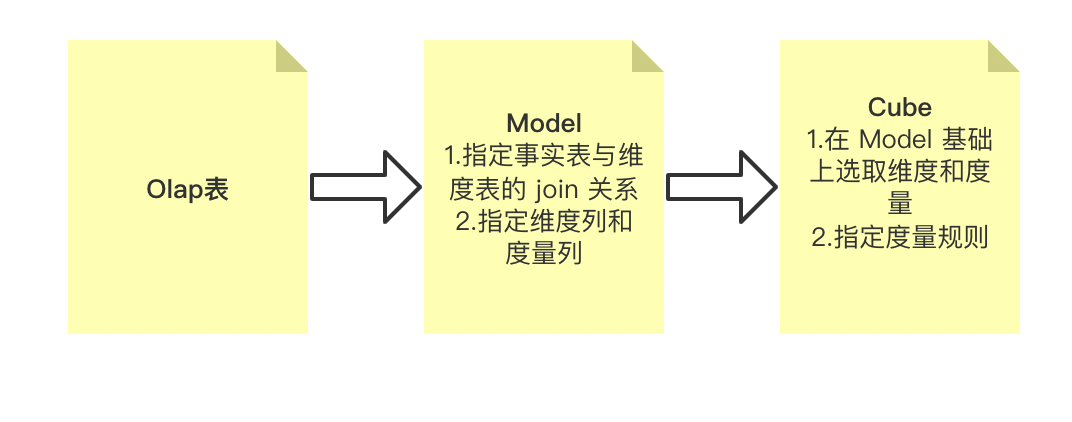 Olap表
Model
1.指定事实表与维
度表的 join 关系
2.指定维度列和
度量列
Cube
1.在 Model 基础
上选取维度和度
量
2.指定度量规则